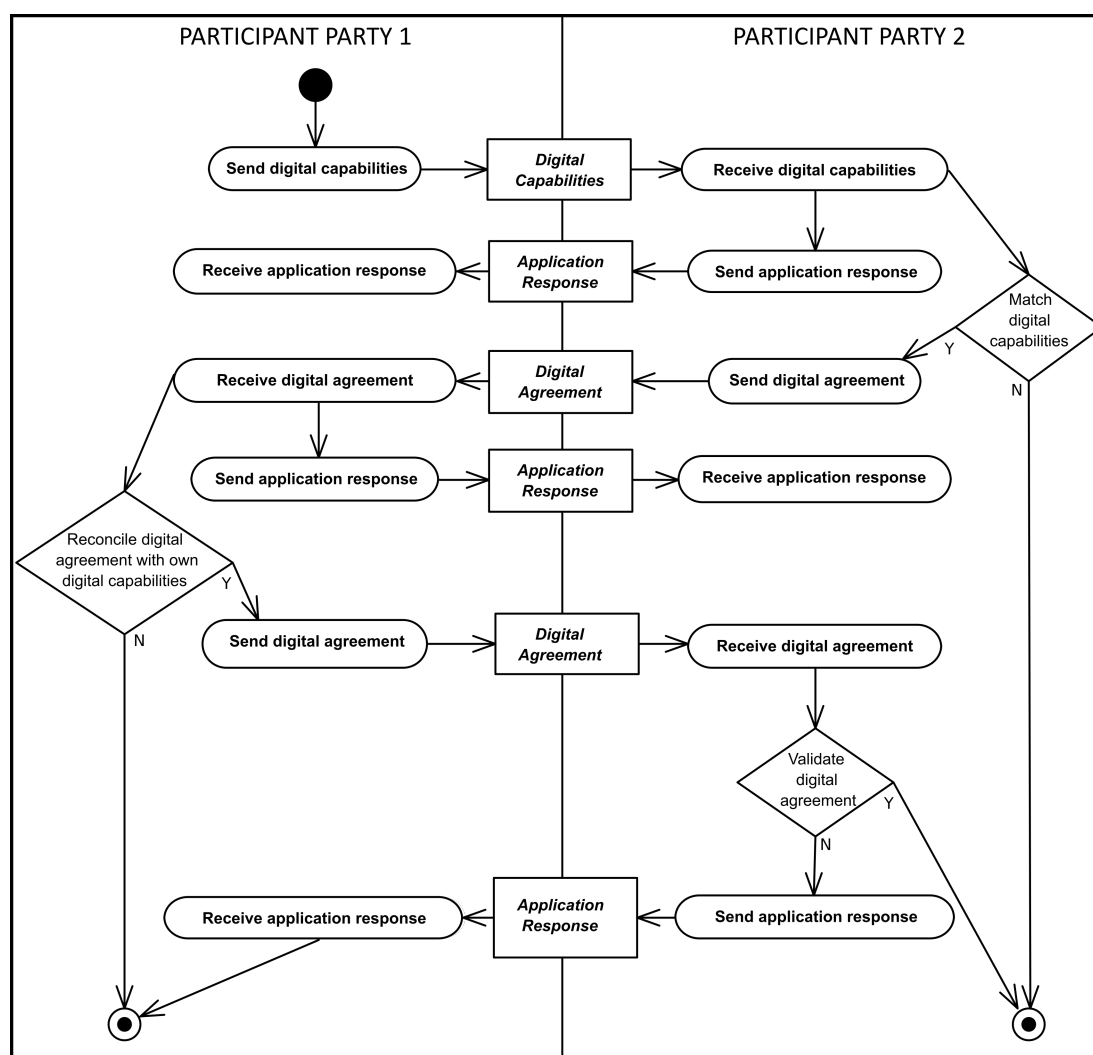 PARTICIPANT PARTY 1
PARTICIPANT PARTY 2
Send digital capabilities
Digital
Capabilities
Receive digital capabilities
Receive application response
Application
Response
Send application response
Match
digital
capabilities
Y
N
Receive digital agreement
Digital
Agreement
Send digital agreement
Send application response
Application
Response
Receive application response
Reconcile digital
agreement with own
digital capabilities
Y
N
Send digital agreement
Digital
Agreement
Receive digital agreement
Validate
digital
agreement
Y
N
Receive application response
Application
Response
Send application response